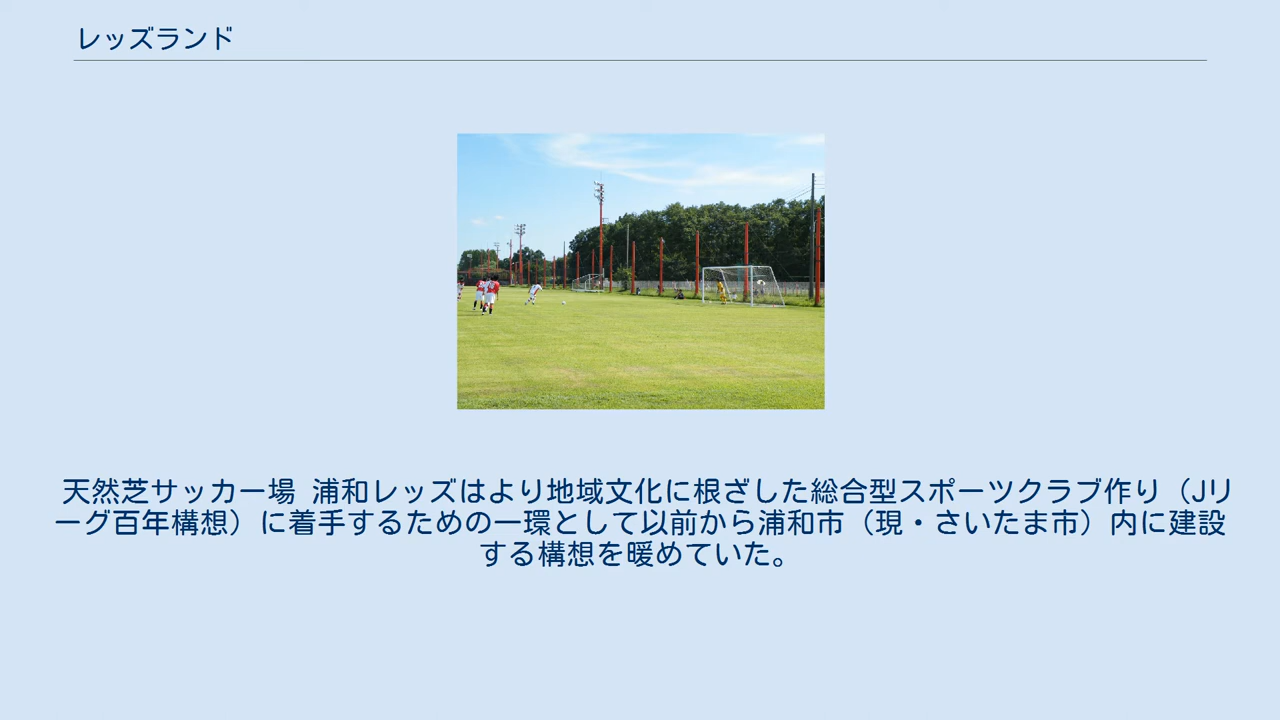 レッズランド
天然芝サッカー場 浦和レッズはより地域文化に根ざした総合型スポーツクラブ作り（Jリ
ーグ百年構想）に着手するための一環として以前から浦和市（現・さいたま市）内に建設
する構想を暖めていた。